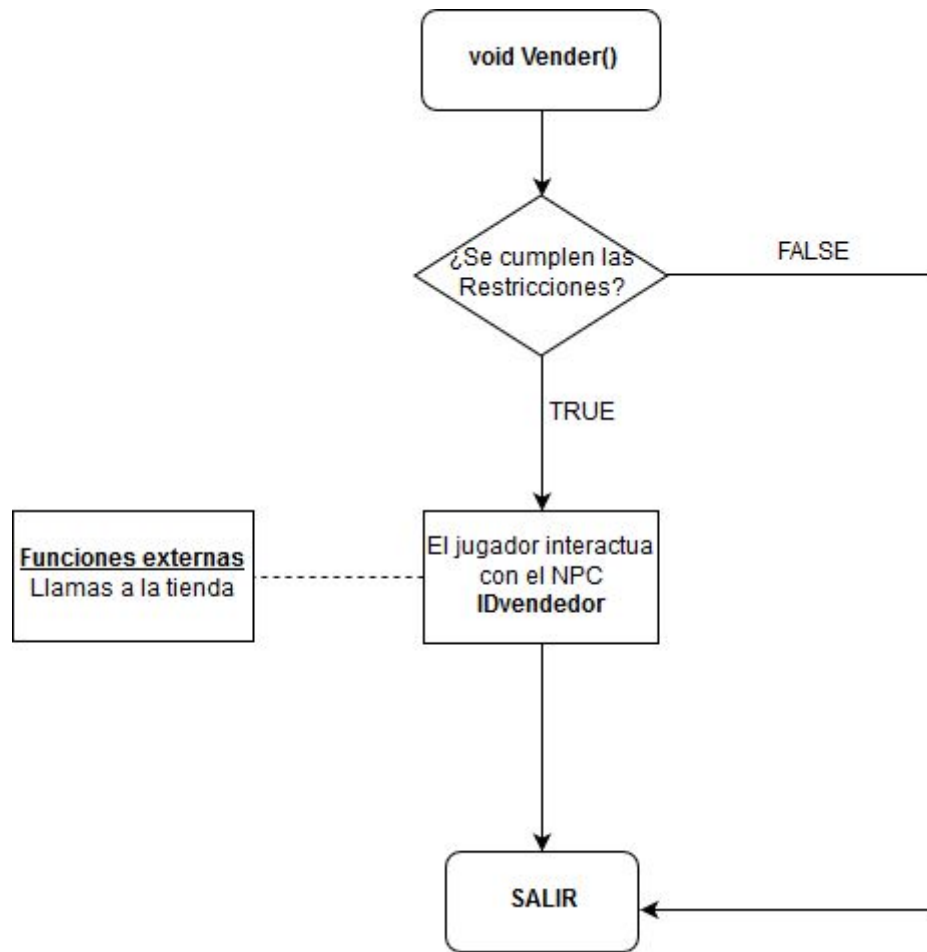 void Vender()
¿Se cumplen las
Restricciones?
FALSE
TRUE
Funciones externas
Llamas a la tienda
El jugador interactua
con el NPC
IDvendedor
SALIR